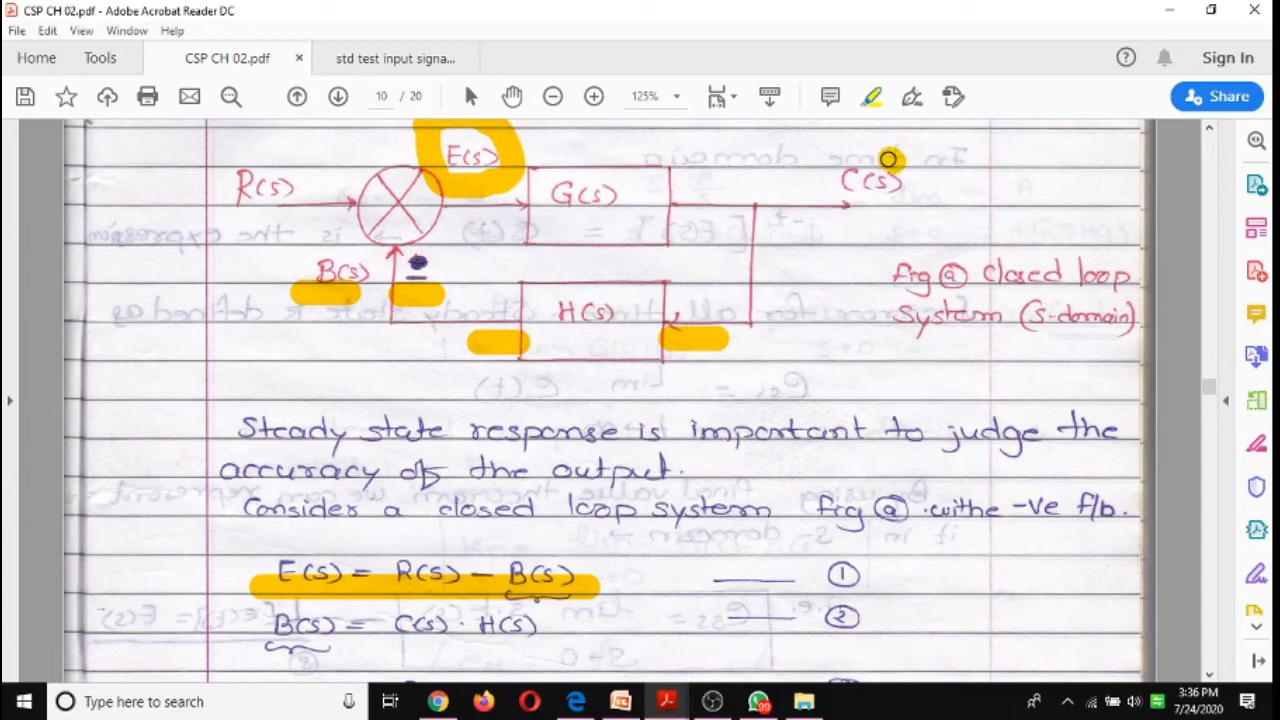 CSP CH 02.pdf - Adobe Acrobat Reader DC
File Edit View Window Help
Home Tools CSP CH 02.pdf × std test input signa...
Sign In
10 / 20 125% Share
E(s)
R(s) G(s) C(s)
B(s) H(s)
fig ⓐ closed loop
System (s-domain)
Steady state response is important to judge the
accuracy of the output.
Consider a closed loop system fig ⓐ .withe -ve f/b.
E(s) = R(s) - B(s) ——— ①
B(s) = C(s) · H(s) ——— ②
Type here to search
99
3:36 PM
7/24/2020